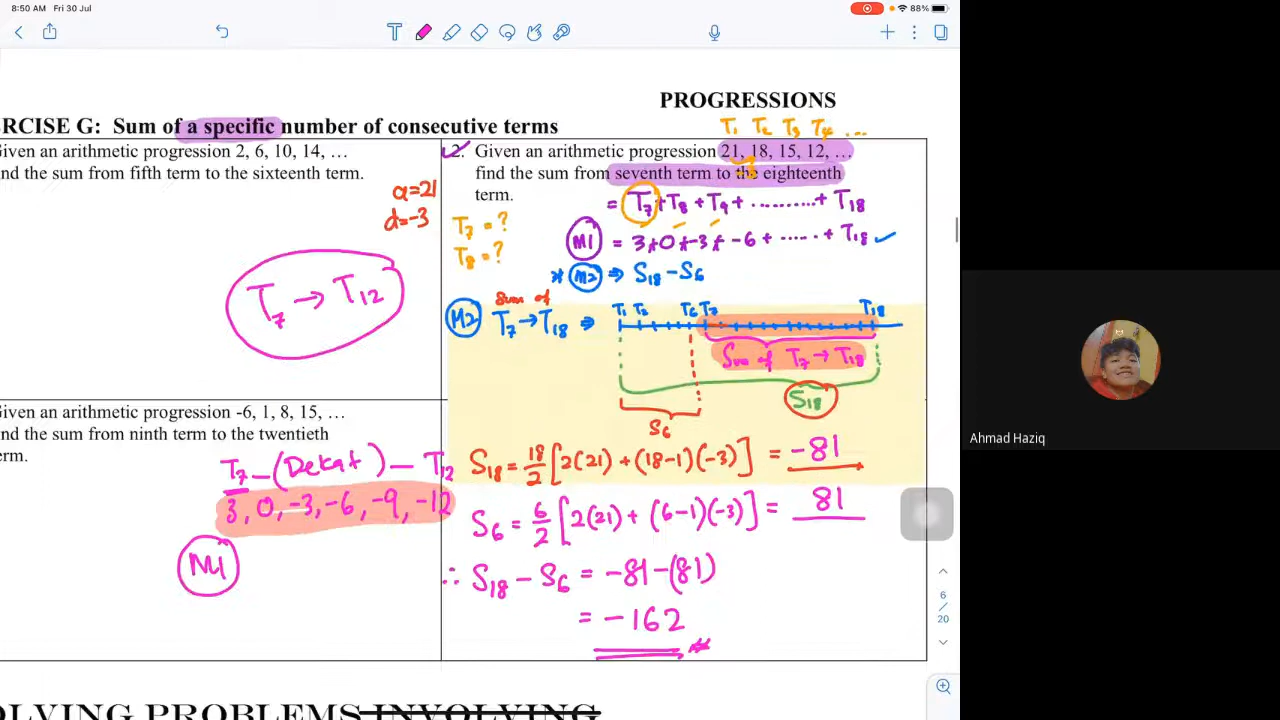 8:50 AM Fri 30 Jul
88%
PROGRESSIONS
RCISE G: Sum of a specific number of consecutive terms
T1 T2 T3 T4 ...
iven an arithmetic progression 2, 6, 10, 14, …
nd the sum from fifth term to the sixteenth term.
a=21
d=-3
T7 → T12
2. Given an arithmetic progression 21, 18, 15, 12, …
-3
find the sum from seventh term to the eighteenth
term.
= T7 + T8 + T9 + .......... + T18
T7 = ?
T8 = ?
M1 = 3 + 0 + -3 + -6 + ...... + T18
* M2 ⇒ S18 - S6
M2 Sum of T7 → T18 ⇒
T1 T2 T6 T7 T18
Sum of T7 → T18
S18
S6
S18 = 18/2 [2(21) + (18-1)(-3)] = -81
S6 = 6/2 [2(21) + (6-1)(-3)] = 81
∴ S18 - S6 = -81 - (81)
= -162
iven an arithmetic progression -6, 1, 8, 15, …
nd the sum from ninth term to the twentieth
erm.
T7 - (Dekat) - T12
3, 0, -3, -6, -9, -12
M1
OLVING PROBLEMS INVOLVING
6
/
20
Ahmad Haziq